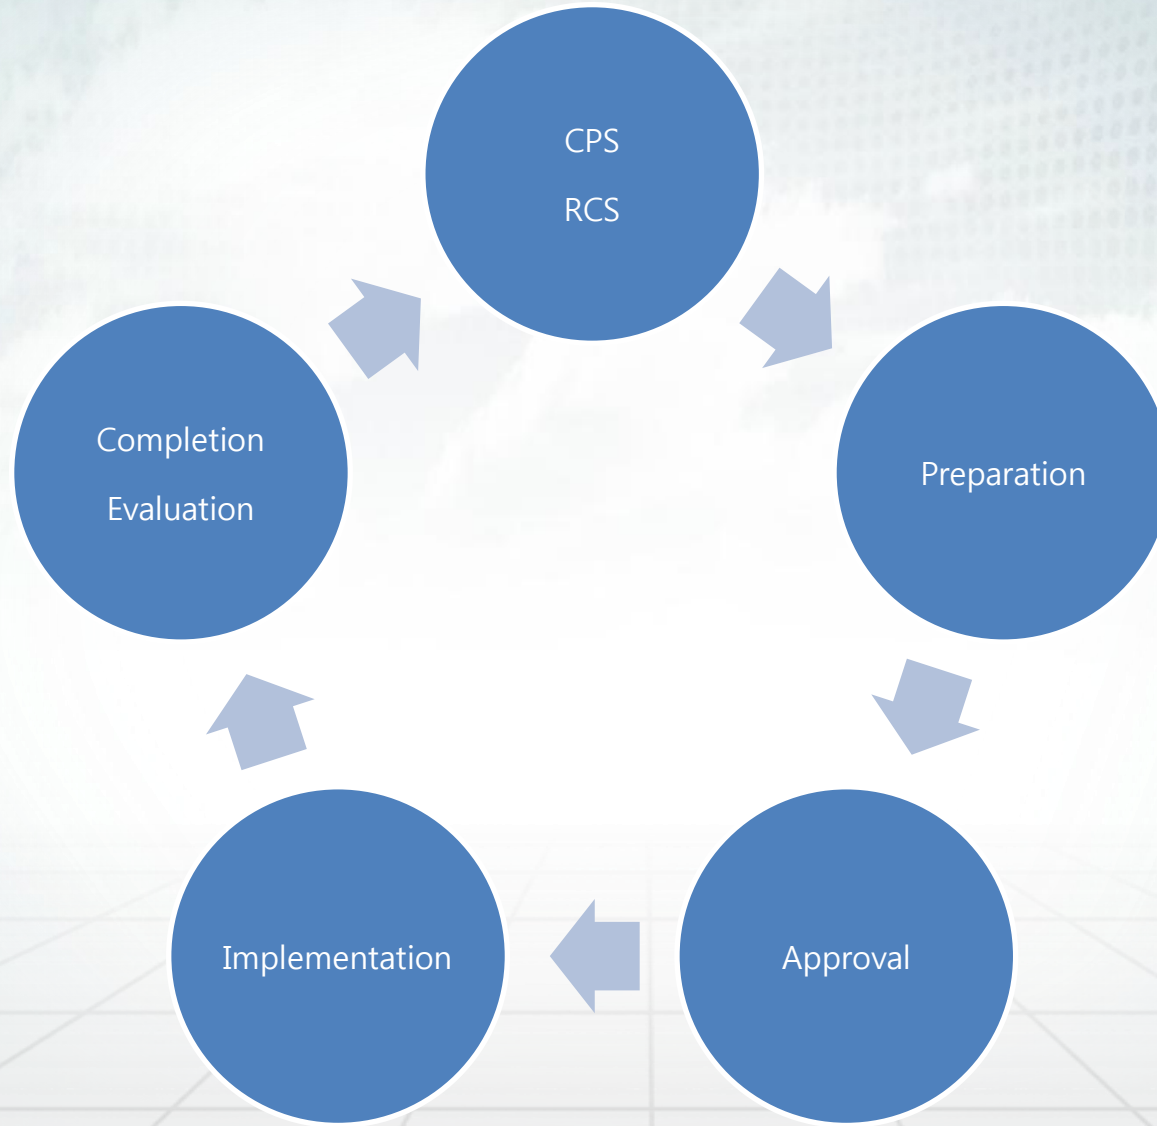 CPS
RCS
Preparation
Approval
Implementation
Completion
Evaluation